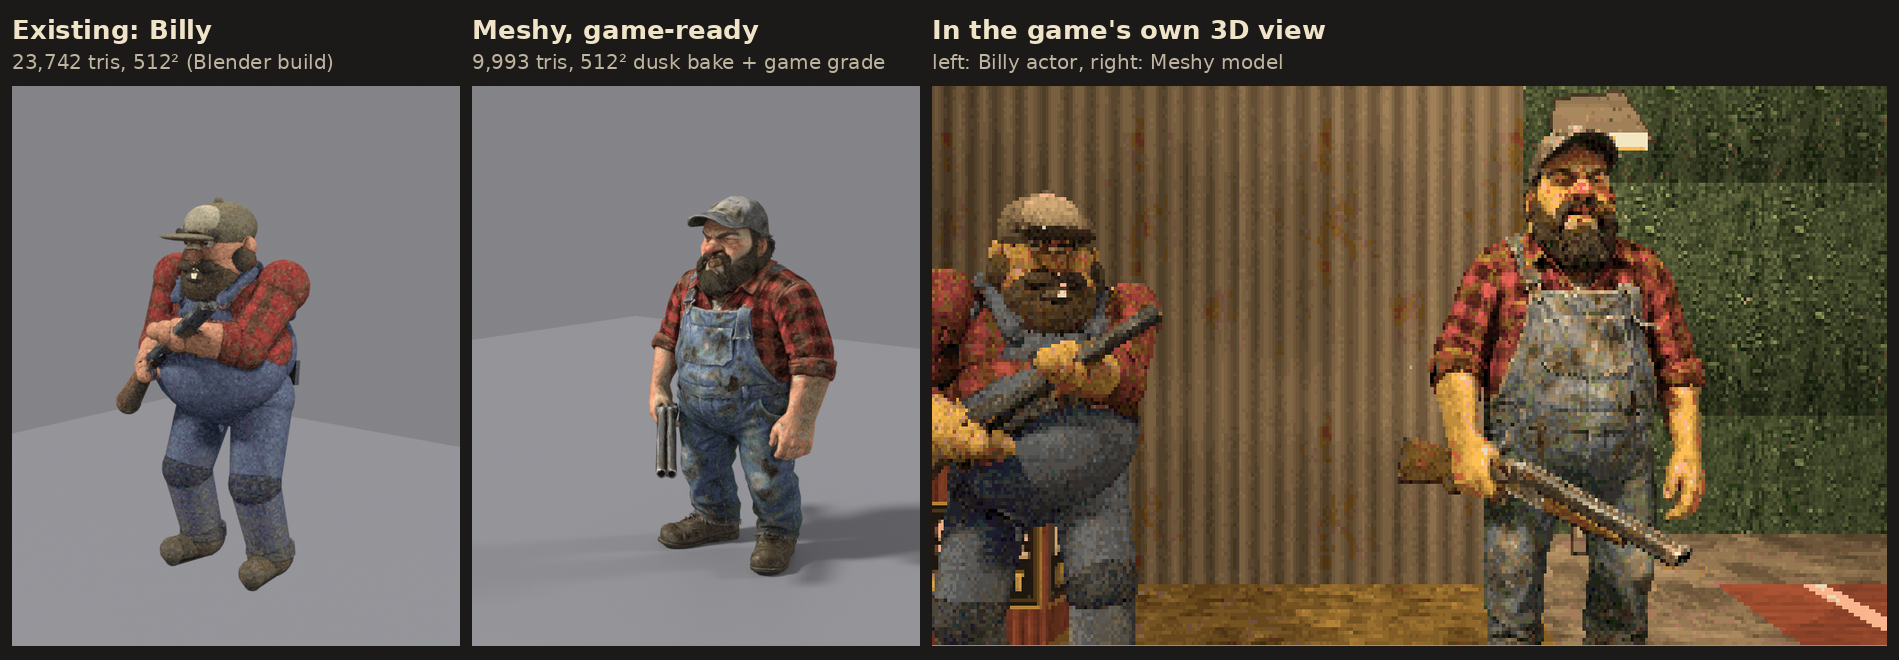 Existing: Billy
23,742 tris, 512² (Blender build)
Meshy, game-ready
9,993 tris, 512² dusk bake + game grade
In the game's own 3D view
left: Billy actor, right: Meshy model